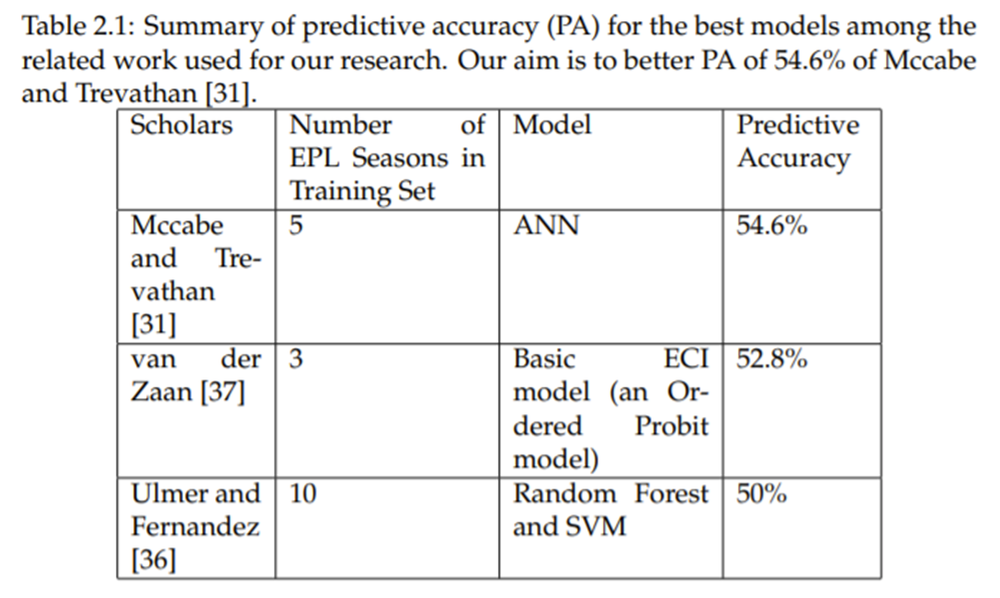 Table 2.1: Summary of predictive accuracy (PA) for the best models among the
related work used for our research. Our aim is to better PA of 54.6% of Mccabe
and Trevathan [31].
Scholars
Number of
EPL Seasons in
Training Set
Model
Predictive
Accuracy
Mccabe
and Tre-
vathan
[31]
5
ANN
54.6%
van der
Zaan [37]
3
Basic ECI
model (an Or-
dered Probit
model)
52.8%
Ulmer and
Fernandez
[36]
10
Random Forest
and SVM
50%